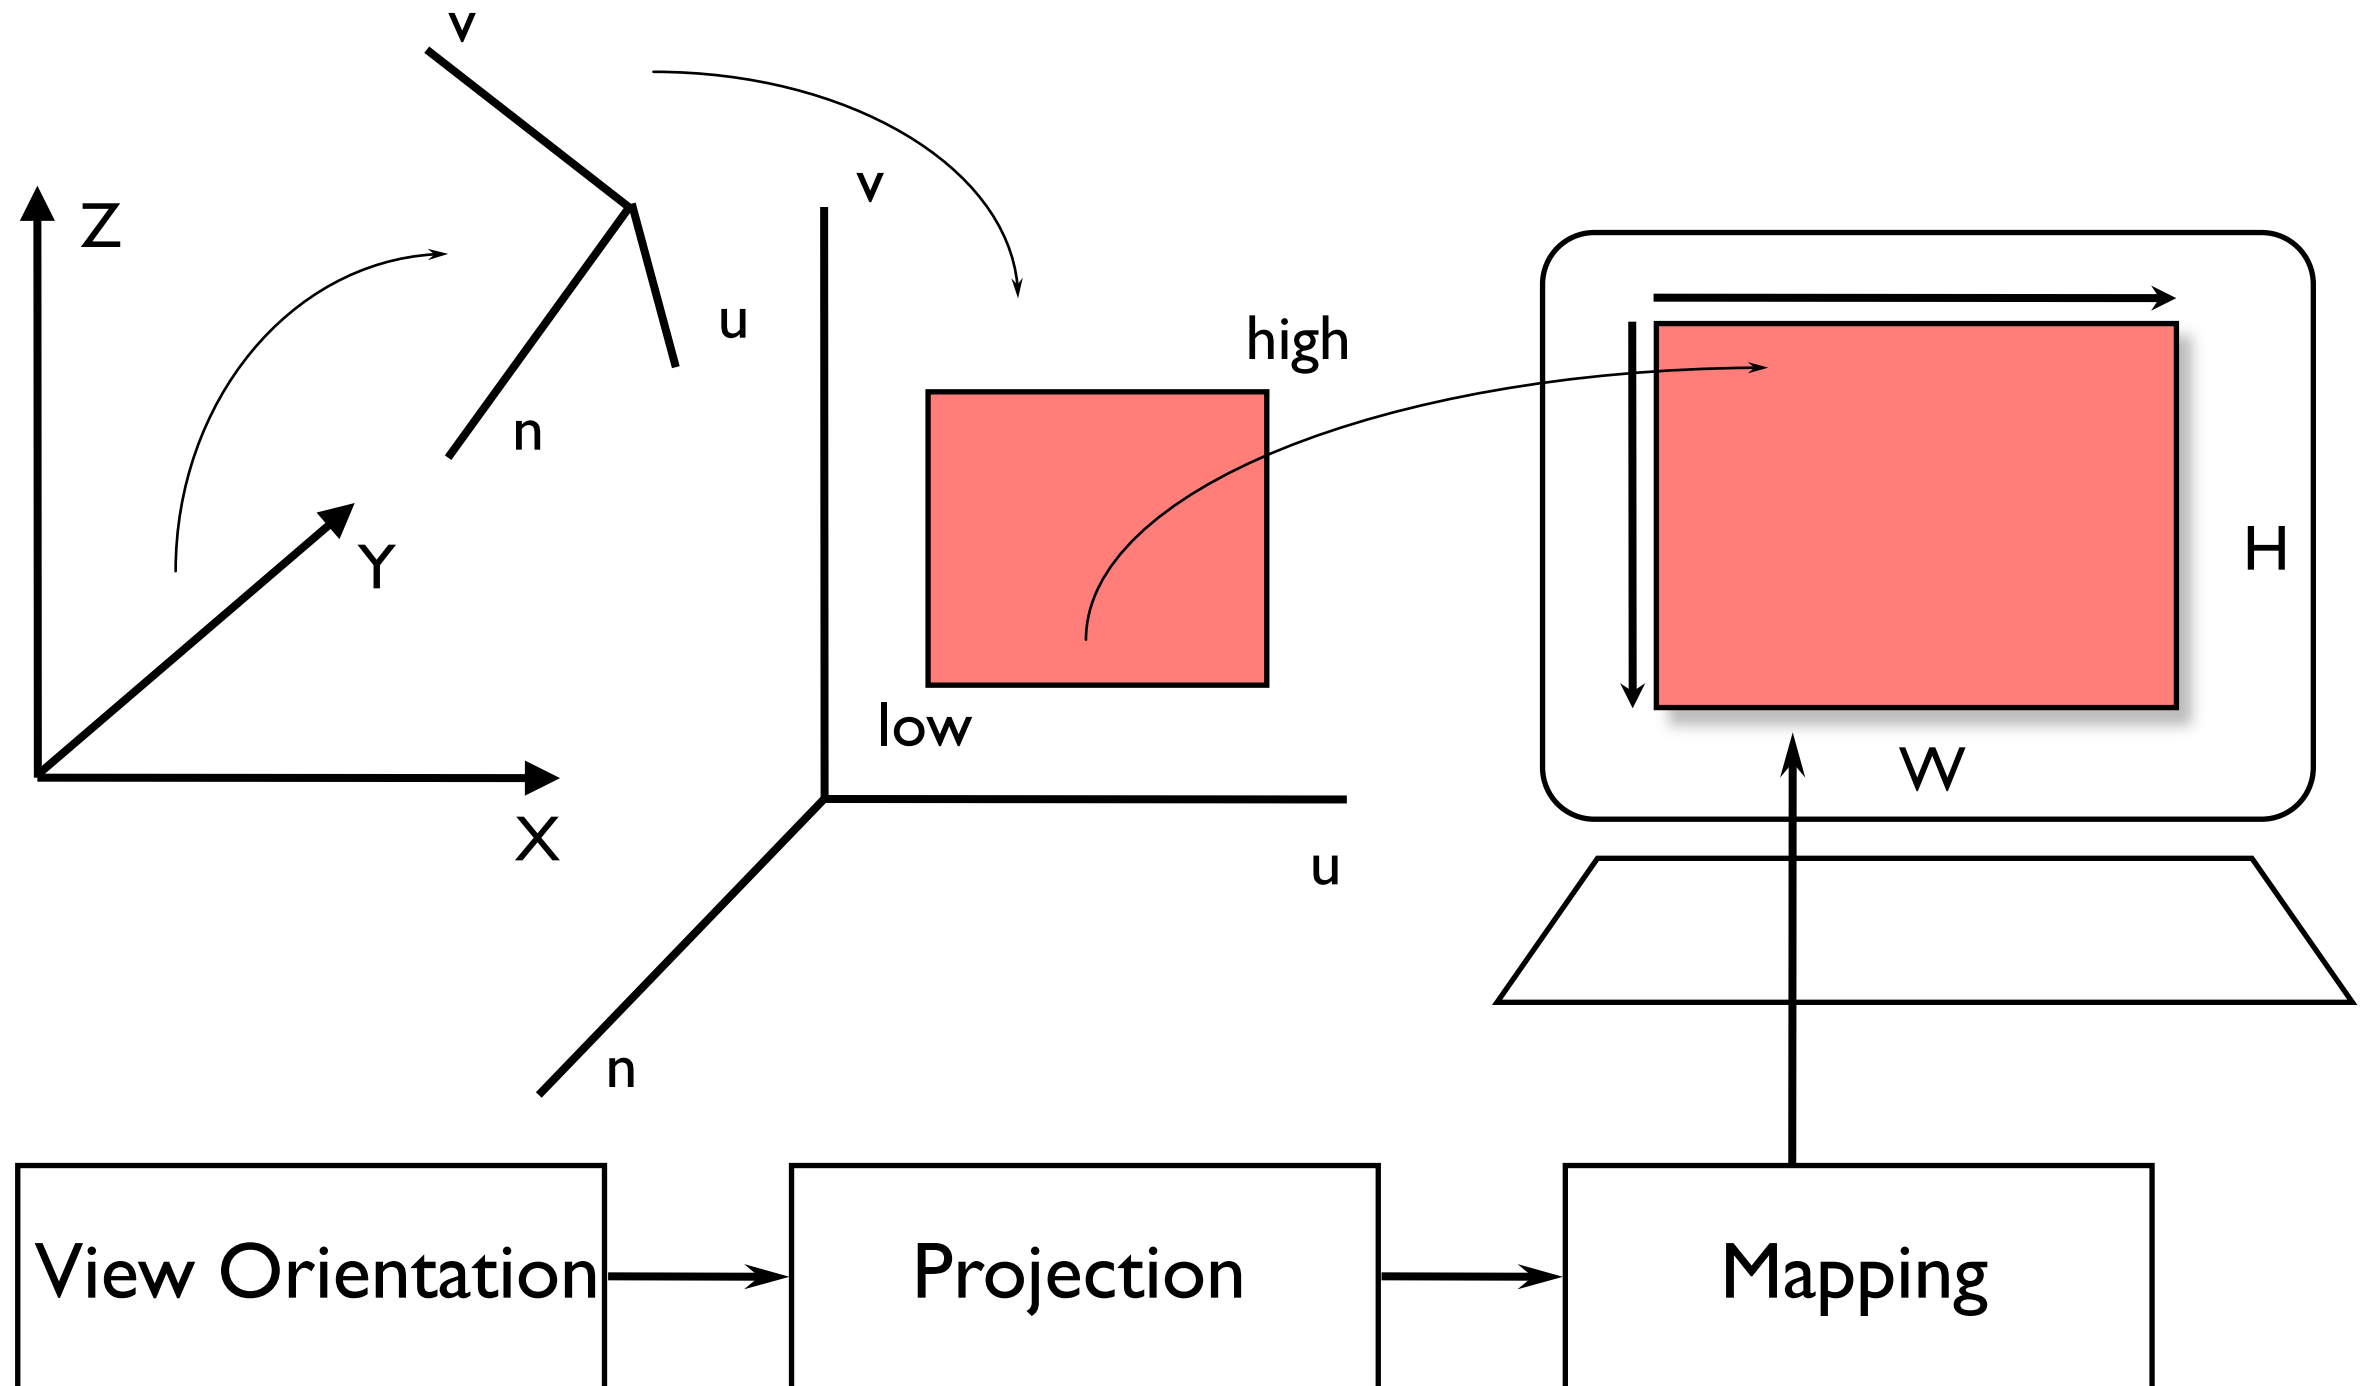 v
v
Z
u
high
n
Y
H
low
W
X
u
n
View Orientation
Projection
Mapping